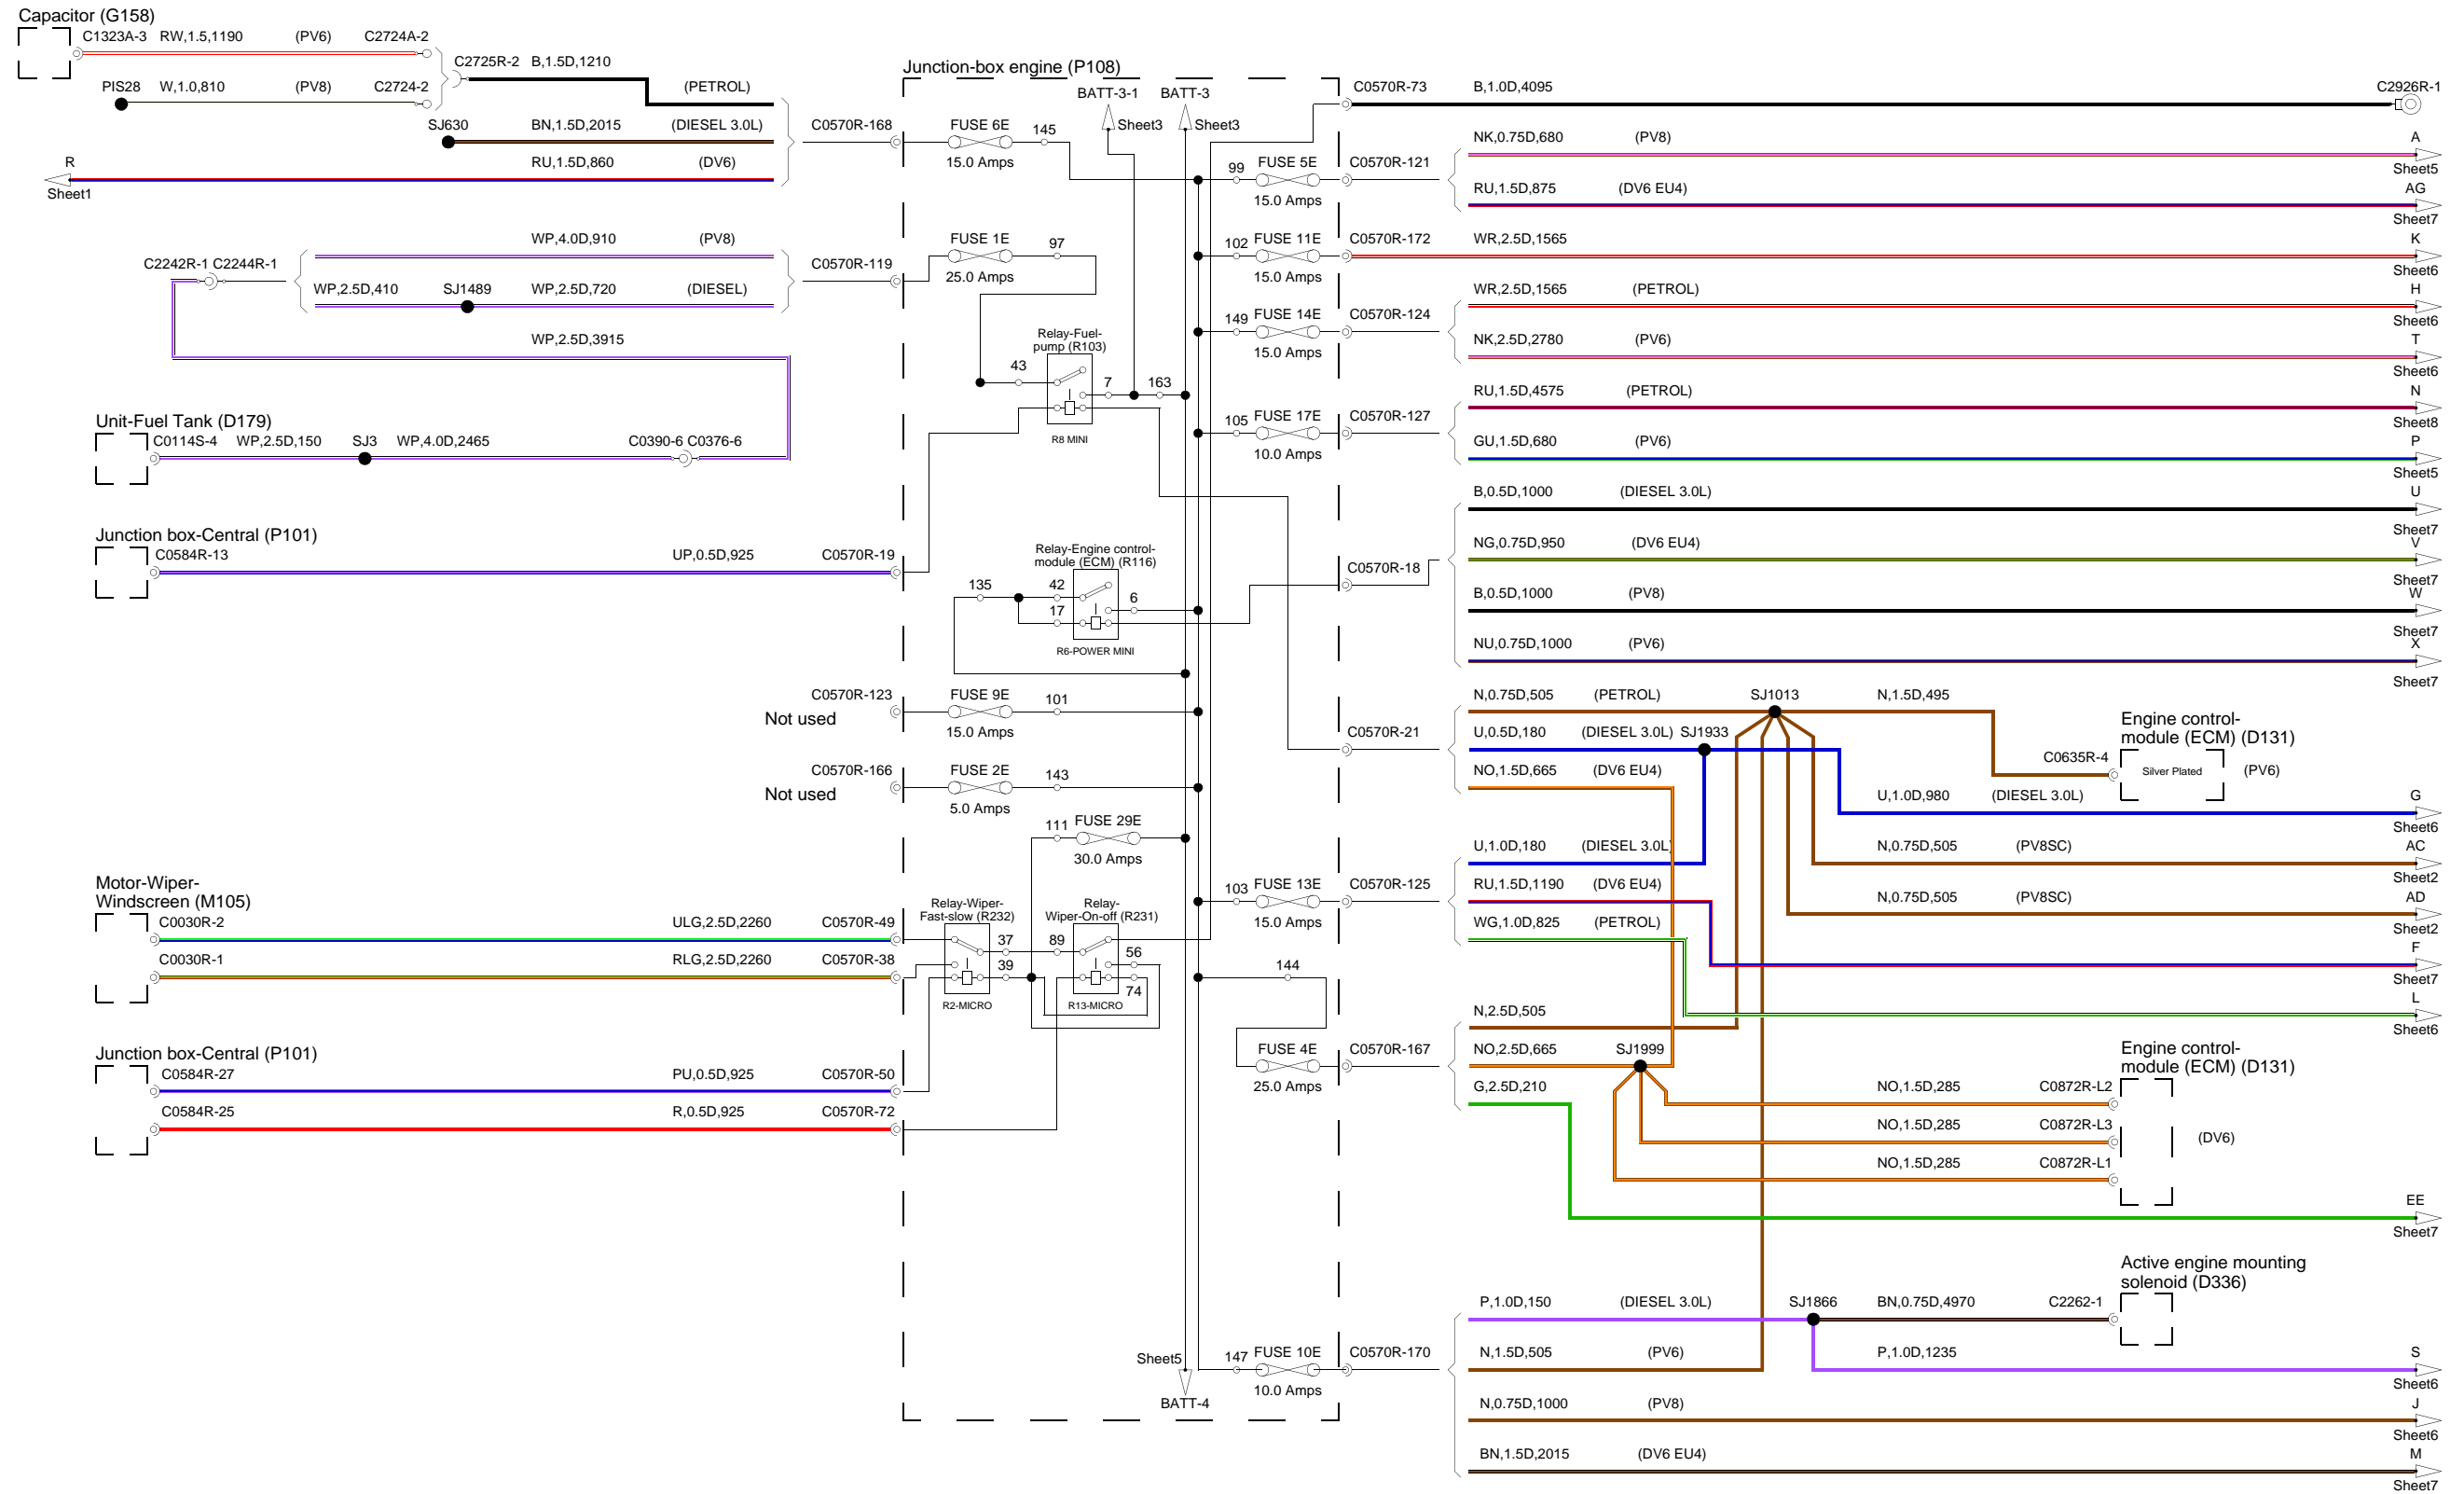 Capacitor (G158)
C1323A-3 RW,1.5,1190 (PV6) C2724A-2
C2725R-2 B,1.5D,1210
PIS28 W,1.0,810 (PV8) C2724-2
(PETROL)
SJ630 BN,1.5D,2015 (DIESEL 3.0L)
C0570R-168
R RU,1.5D,860 (DV6)
Sheet1
WP,4.0D,910 (PV8)
C2242R-1 C2244R-1
C0570R-119
WP,2.5D,410 SJ1489 WP,2.5D,720 (DIESEL)
WP,2.5D,3915
Unit-Fuel Tank (D179)
C0114S-4 WP,2.5D,150 SJ3 WP,4.0D,2465 C0390-6 C0376-6
Junction box-Central (P101)
C0584R-13 UP,0.5D,925 C0570R-19
C0570R-123
Not used
C0570R-166
Not used
Motor-Wiper-
Windscreen (M105)
C0030R-2 ULG,2.5D,2260 C0570R-49
C0030R-1 RLG,2.5D,2260 C0570R-38
Junction box-Central (P101)
C0584R-27 PU,0.5D,925 C0570R-50
C0584R-25 R,0.5D,925 C0570R-72
Junction-box engine (P108)
BATT-3-1 BATT-3
Sheet3 Sheet3
FUSE 6E 145
15.0 Amps
99 FUSE 5E
15.0 Amps
FUSE 1E 97
25.0 Amps
102 FUSE 11E
15.0 Amps
149 FUSE 14E
15.0 Amps
Relay-Fuel-
pump (R103)
43
7 163
R8 MINI
105 FUSE 17E
10.0 Amps
Relay-Engine control-
module (ECM) (R116)
135 42
17 6
R6-POWER MINI
FUSE 9E 101
15.0 Amps
FUSE 2E 143
5.0 Amps
111 FUSE 29E
30.0 Amps
103 FUSE 13E
15.0 Amps
Relay-Wiper-
Fast-slow (R232)
Relay-
Wiper-On-off (R231)
37 89
39 56
74
R2-MICRO R13-MICRO
144
FUSE 4E
25.0 Amps
Sheet5
147 FUSE 10E
10.0 Amps
BATT-4
C0570R-73 B,1.0D,4095 C2926R-1
NK,0.75D,680 (PV8) A
Sheet5
C0570R-121
RU,1.5D,875 (DV6 EU4) AG
Sheet7
C0570R-172 WR,2.5D,1565 K
Sheet6
WR,2.5D,1565 (PETROL) H
Sheet6
C0570R-124
NK,2.5D,2780 (PV6) T
Sheet6
RU,1.5D,4575 (PETROL) N
Sheet8
C0570R-127
GU,1.5D,680 (PV6) P
Sheet5
B,0.5D,1000 (DIESEL 3.0L) U
Sheet7
NG,0.75D,950 (DV6 EU4) V
Sheet7
C0570R-18
B,0.5D,1000 (PV8) W
Sheet7
NU,0.75D,1000 (PV6) X
Sheet7
N,0.75D,505 (PETROL) SJ1013 N,1.5D,495
Engine control-
module (ECM) (D131)
C0570R-21
U,0.5D,180 (DIESEL 3.0L) SJ1933
C0635R-4 Silver Plated (PV6)
NO,1.5D,665 (DV6 EU4)
U,1.0D,980 (DIESEL 3.0L) G
Sheet6
U,1.0D,180 (DIESEL 3.0L)
N,0.75D,505 (PV8SC) AC
Sheet2
C0570R-125
RU,1.5D,1190 (DV6 EU4)
N,0.75D,505 (PV8SC) AD
Sheet2
WG,1.0D,825 (PETROL)
F
Sheet7
L
Sheet6
N,2.5D,505
C0570R-167
NO,2.5D,665 SJ1999
Engine control-
module (ECM) (D131)
G,2.5D,210
NO,1.5D,285 C0872R-L2
NO,1.5D,285 C0872R-L3
(DV6)
NO,1.5D,285 C0872R-L1
EE
Sheet7
Active engine mounting
solenoid (D336)
P,1.0D,150 (DIESEL 3.0L) SJ1866 BN,0.75D,4970 C2262-1
C0570R-170
N,1.5D,505 (PV6) P,1.0D,1235 S
Sheet6
N,0.75D,1000 (PV8) J
Sheet6
BN,1.5D,2015 (DV6 EU4) M
Sheet7